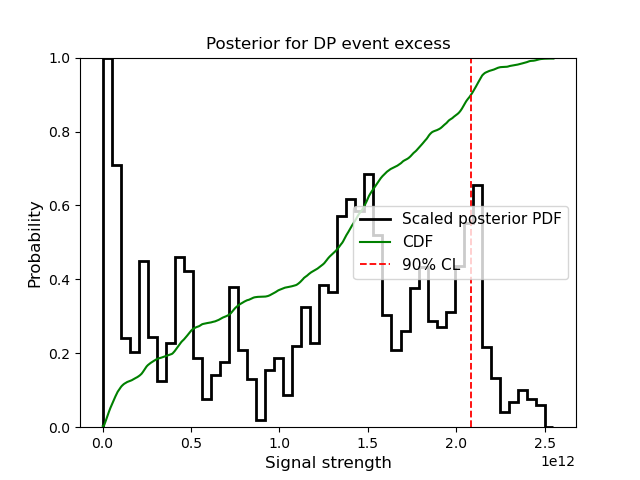 Posterior for DP event excess
Probability
1.0
0.8
0.6
0.4
0.2
0.0
Scaled posterior PDF
CDF
90% CL
0.0 0.5 1.0 1.5 2.0 2.5
1e12
Signal strength